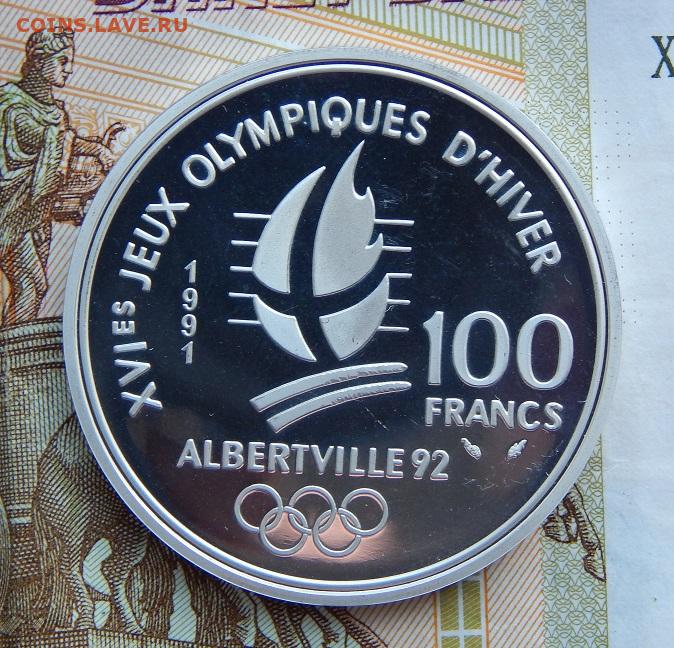 COINS.LAVE.RU
X
XVIES JEUX OLYMPIQUES D'HIVER
1991
100
FRANCS
ALBERTVILLE 92